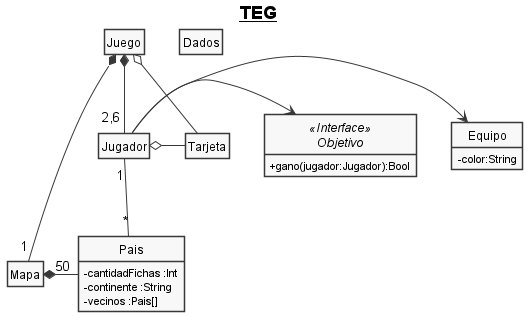 TEG
Juego
Dados
2,6
«Interface»
Objetivo
+gano(jugador:Jugador):Bool
Equipo
-color:String
Jugador
Tarjeta
1
*
1
Mapa
50
Pais
-cantidadFichas :Int
-continente :String
-vecinos :Pais[]